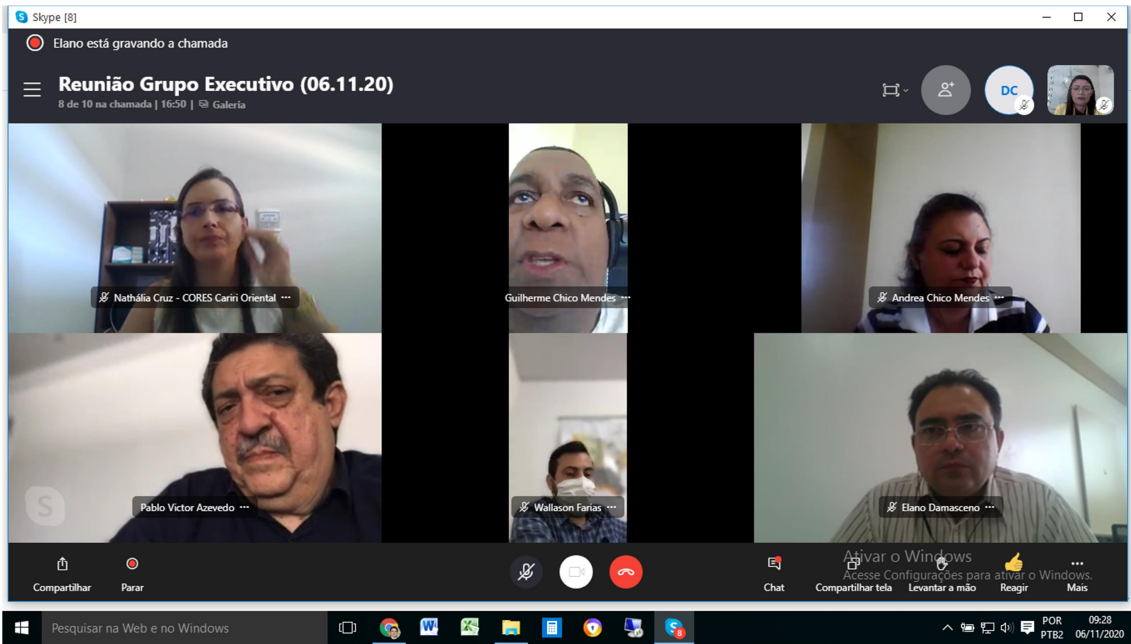 Skype [8]
Elano está gravando a chamada
Reunião Grupo Executivo (06.11.20)
8 de 10 na chamada | 16:50 | Galeria
DC
Nathália Cruz - CORES Cariri Oriental
Guilherme Chico Mendes
Andrea Chico Mendes
Pablo Victor Azevedo
Wallason Farias
Elano Damasceno
Ativar o Windows
Acesse Configurações para ativar o Windows.
Compartilhar
Parar
Chat
Compartilhar tela
Levantar a mão
Reagir
Mais
Pesquisar na Web e no Windows
POR
PTB2
09:28
06/11/2020